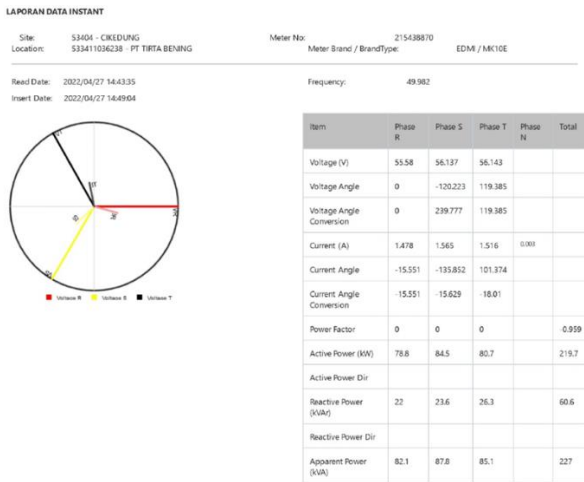 LAPORAN DATA INSTANT
Site: 53404 - CIKEDUNG Meter No: 215438870
Location: 533411036238 - PT TIRTA BENING Meter Brand / BrandType: EDMI / MK10E
Read Date: 2022/04/27 14:43:35 Frequency: 49.982
Insert Date: 2022/04/27 14:49:04
Item Phase R Phase S Phase T Phase N Total
Voltage (V) 55.58 56.137 56.143
Voltage Angle 0 -120.223 119.385
Voltage Angle Conversion 0 239.777 119.385
Current (A) 1.478 1.565 1.516 0.003
Current Angle -15.551 -135.852 101.374
Current Angle Conversion -15.551 -15.629 -18.01
Power Factor 0 0 0 -0.959
Active Power (kW) 78.8 84.5 80.7 219.7
Active Power Dir
Reactive Power (kVAr) 22 23.6 26.3 60.6
Reactive Power Dir
Apparent Power (kVA) 82.1 87.8 85.1 227
Voltage R Voltage S Voltage T